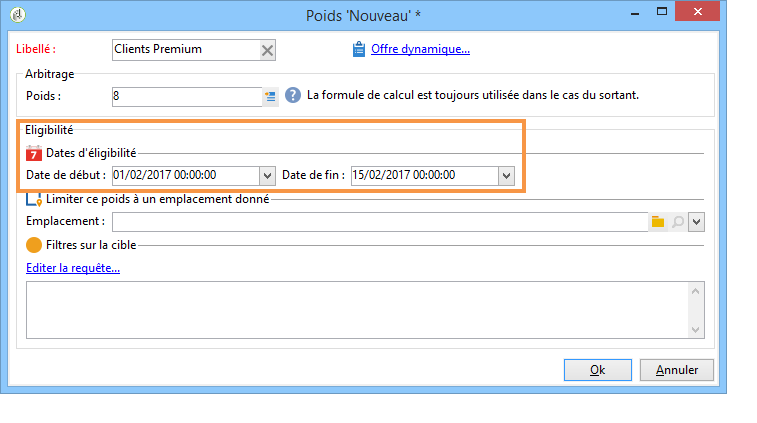 Poids 'Nouveau' *
Libellé : Clients Premium Offre dynamique...
Arbitrage
Poids : 8 La formule de calcul est toujours utilisée dans le cas du sortant.
Eligibilité
7 Dates d'éligibilité
Date de début : 01/02/2017 00:00:00 Date de fin : 15/02/2017 00:00:00
Limiter ce poids à un emplacement donné
Emplacement :
Filtres sur la cible
Editer la requête...
Ok Annuler